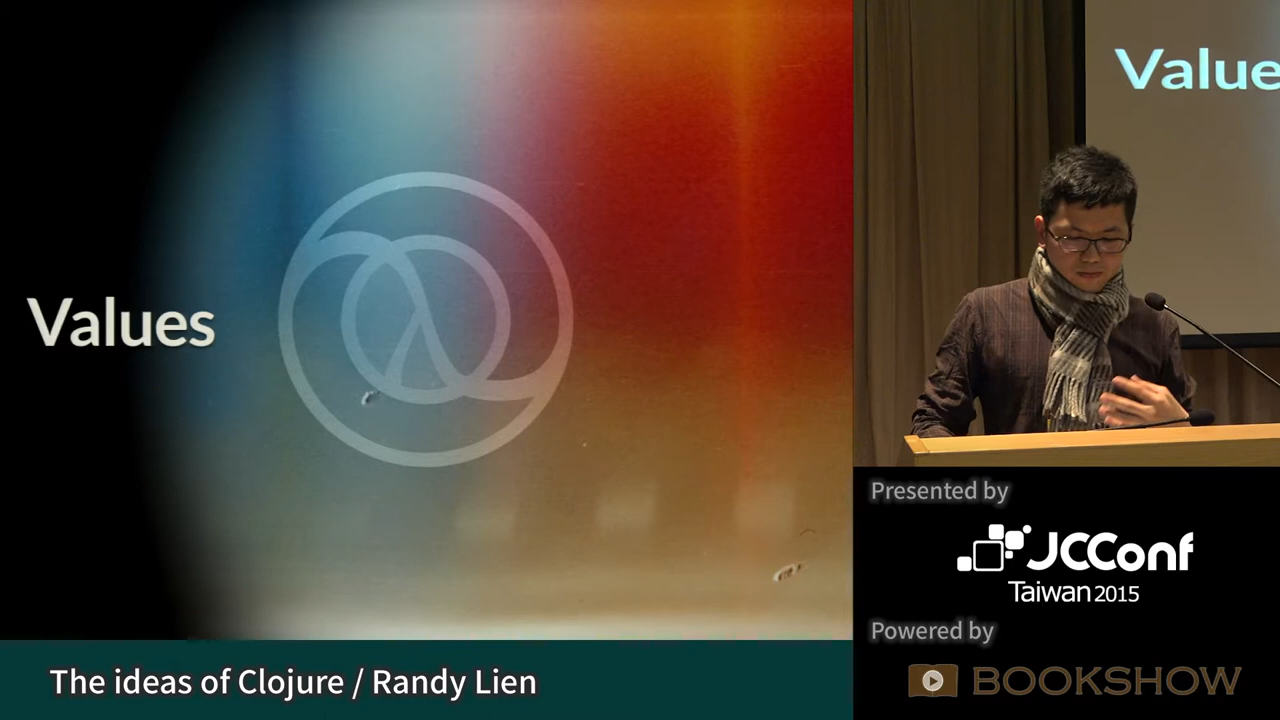 Values
Value
Presented by
JCConf
Taiwan 2015
Powered by
BOOKSHOW
The ideas of Clojure / Randy Lien